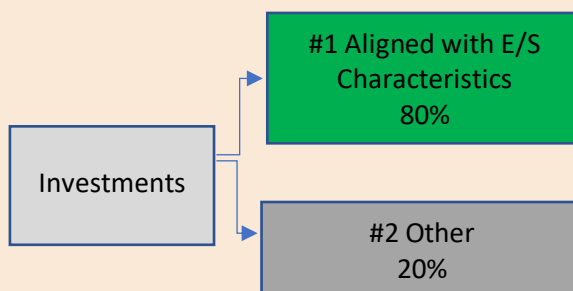 #1 Aligned with E/S
Characteristics
80%
Investments
#2 Other
20%